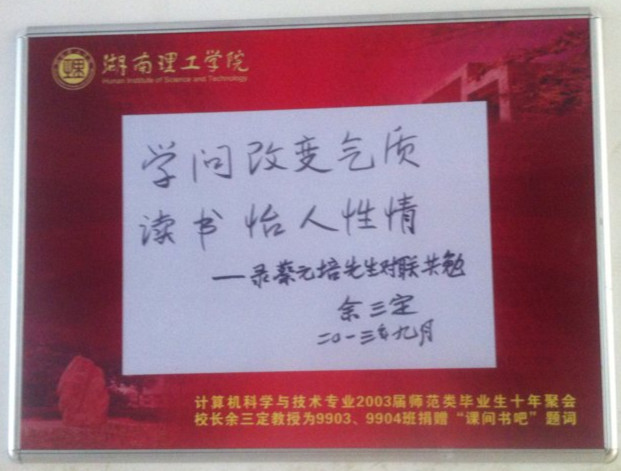 湖南理工学院
Hunan Institute of Science and Technology
学问改变气质
读书怡人性情
—录蔡元培先生对联共勉
余三定
二〇一三年九月
计算机科学与技术专业2003届师范类毕业生十年聚会
校长余三定教授为9903、9904班捐赠“课间书吧”题词